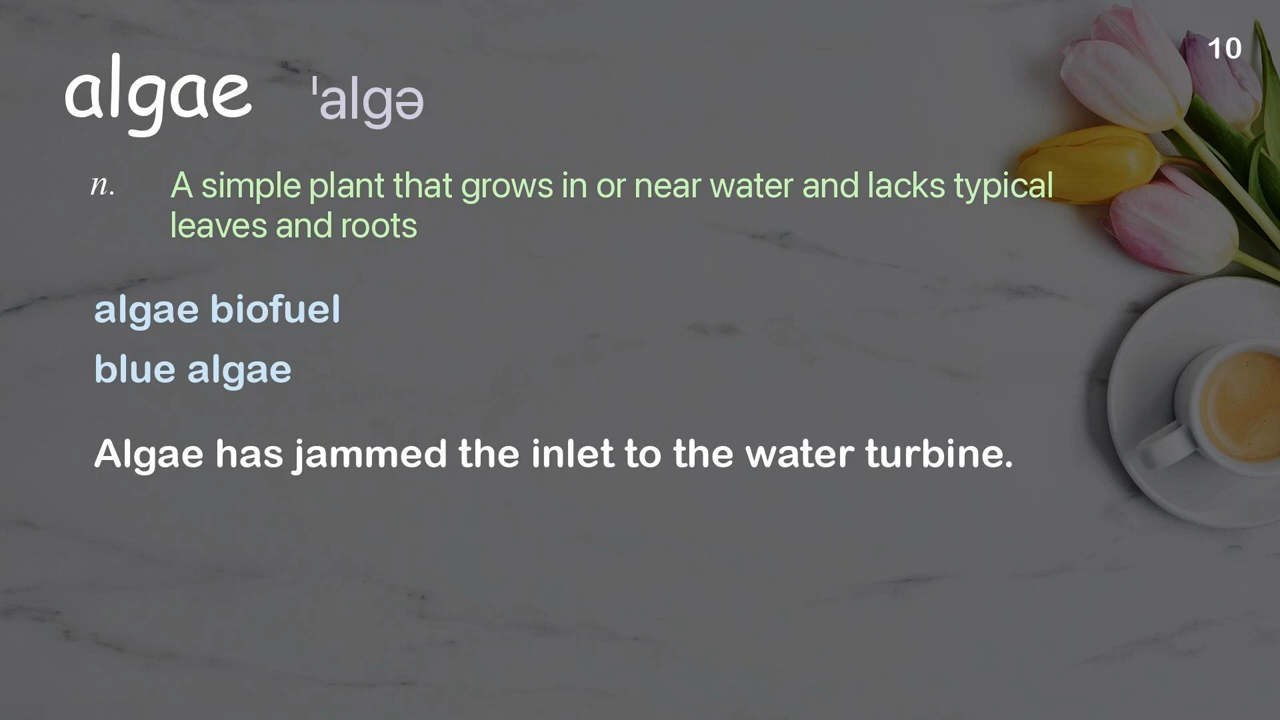 10
algae ˈalgə
n. A simple plant that grows in or near water and lacks typical
leaves and roots
algae biofuel
blue algae
Algae has jammed the inlet to the water turbine.